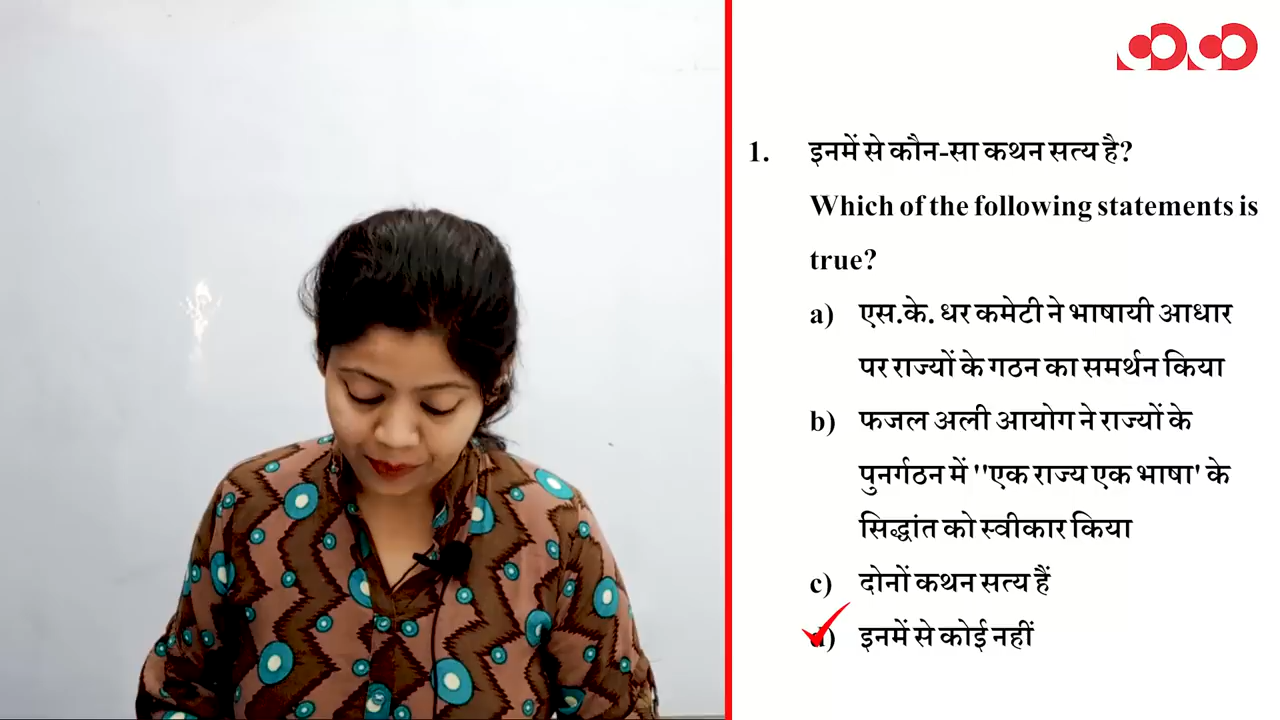 1. इनमें से कौन-सा कथन सत्य है?
Which of the following statements is
true?
a) एस.के. धर कमेटी ने भाषायी आधार
पर राज्यों के गठन का समर्थन किया
b) फजल अली आयोग ने राज्यों के
पुनर्गठन में ''एक राज्य एक भाषा' के
सिद्धांत को स्वीकार किया
c) दोनों कथन सत्य हैं
d) इनमें से कोई नहीं